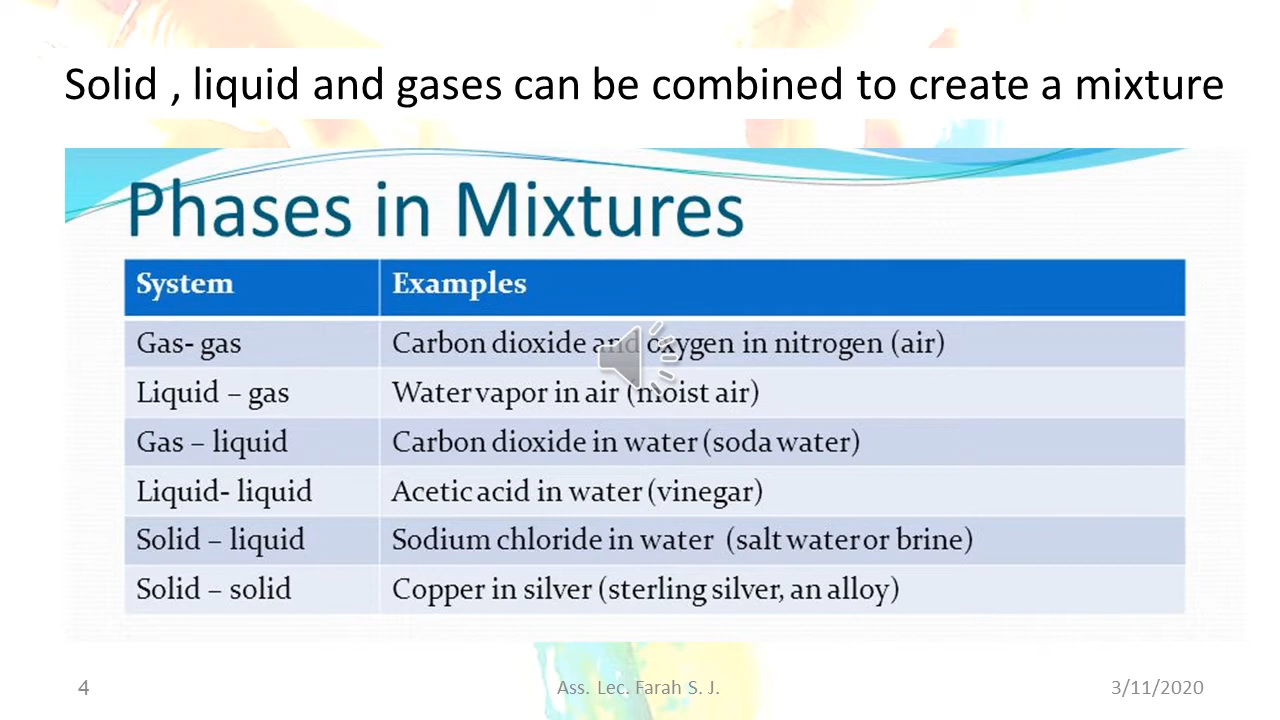 Solid , liquid and gases can be combined to create a mixture
Phases in Mixtures
System Examples
Gas- gas Carbon dioxide and oxygen in nitrogen (air)
Liquid – gas Water vapor in air (moist air)
Gas – liquid Carbon dioxide in water (soda water)
Liquid- liquid Acetic acid in water (vinegar)
Solid – liquid Sodium chloride in water (salt water or brine)
Solid – solid Copper in silver (sterling silver, an alloy)
4 Ass. Lec. Farah S. J. 3/11/2020